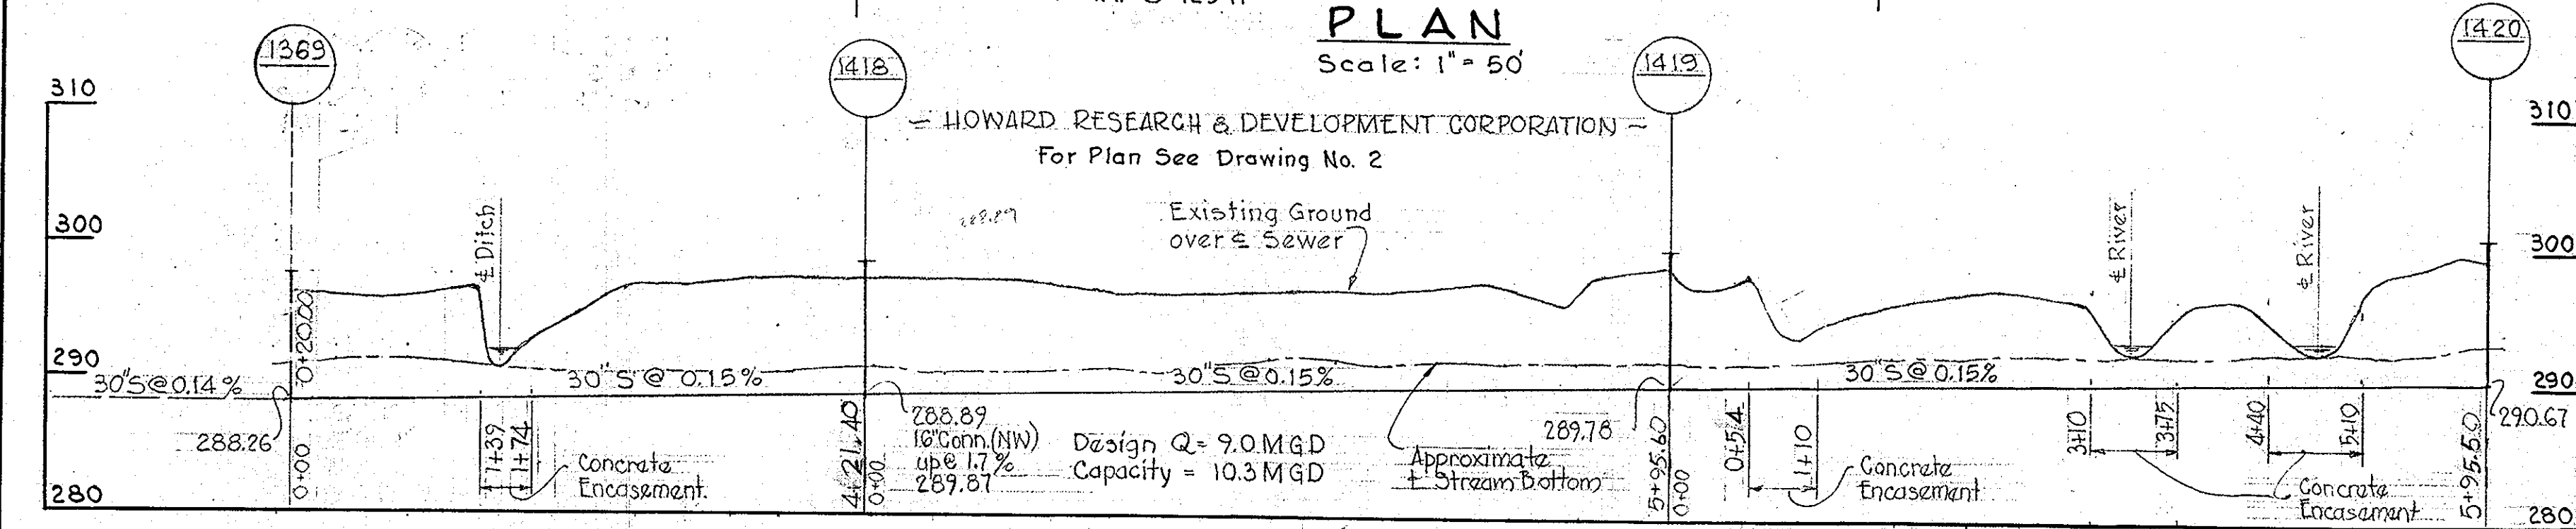 PLAN
Scale: 1" = 50'
1369
1418
1419
1420
310
310
— HOWARD RESEARCH & DEVELOPMENT CORPORATION —
For Plan See Drawing No. 2
300
300
℄ Ditch
288.89
Existing Ground
over ℄ Sewer
℄ River
℄ River
290
290
0+20.00
30"S@0.14%
30"S@0.15%
30"S@0.15%
30"S@0.15%
288.26
0+00
1+39
1+74
Concrete
Encasement.
4+21.40
0+00
288.89
16"Conn.(NW)
up@1.7%
289.87
Design Q= 9.0 MGD
Capacity = 10.3 MGD
Approximate
℄ Stream Bottom
289.78
5+95.60
0+00
0+54
1+10
Concrete
Encasement
3+10
3+75
4+40
5+10
Concrete
Encasement
5+95.50
290.67
280
280